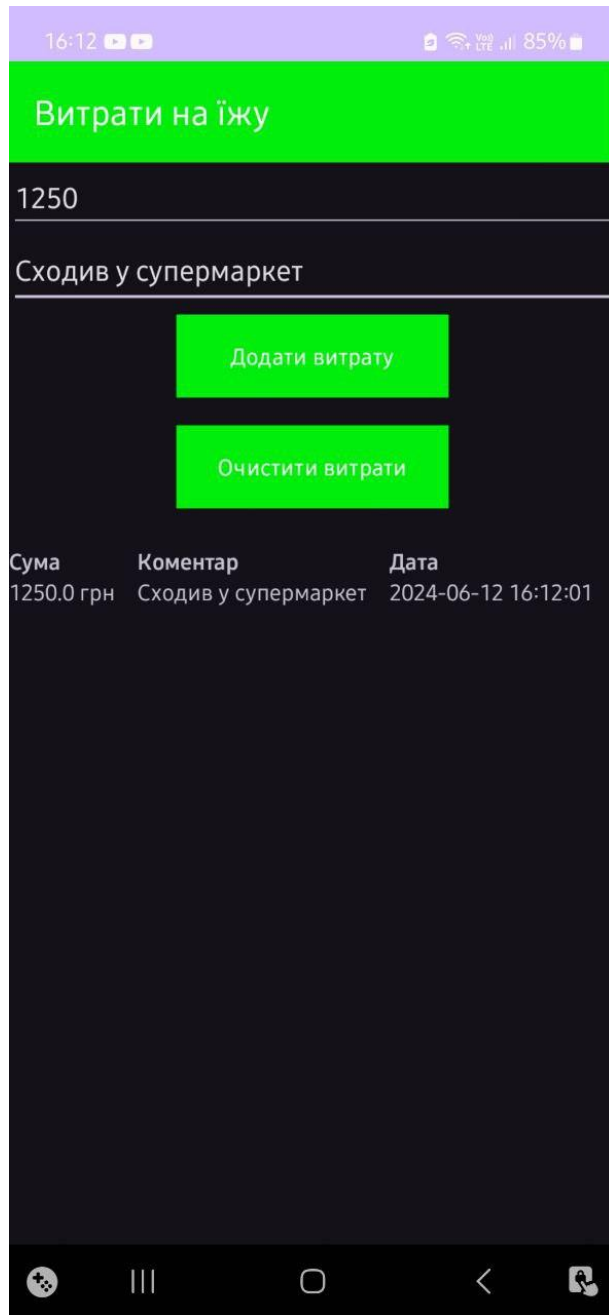 16:12 85%
Витрати на їжу
1250
Сходив у супермаркет
Додати витрату
Очистити витрати
Сума Коментар Дата
1250.0 грн Сходив у супермаркет 2024-06-12 16:12:01